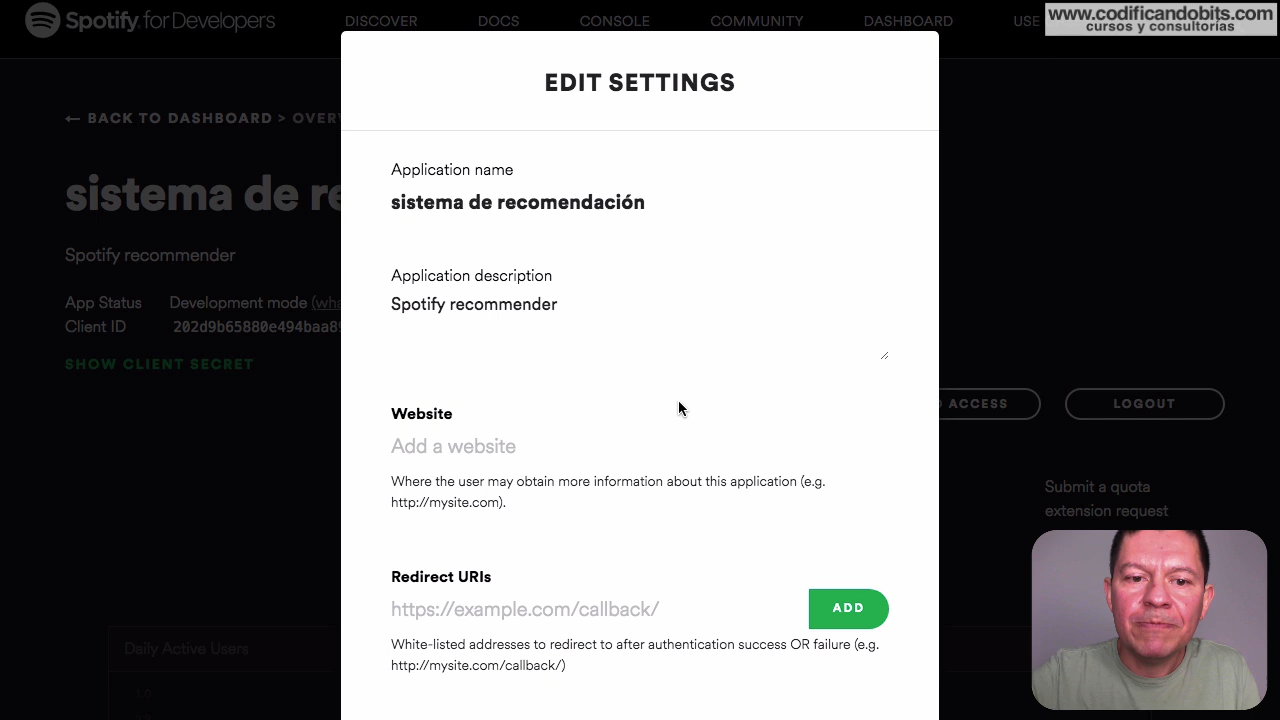 Spotify for Developers
DISCOVER
DOCS
CONSOLE
COMMUNITY
DASHBOARD
USE
www.codificandobits.com
cursos y consultorías
← BACK TO DASHBOARD >
sistema de
Spotify recommender
App Status Development mode
Client ID 202d9b65880e494baa8
SHOW CLIENT SECRET
EDIT SETTINGS
Application name
sistema de recomendación
Application description
Spotify recommender
Website
Add a website
Where the user may obtain more information about this application (e.g.
http://mysite.com).
Redirect URIs
https://example.com/callback/
ADD
White-listed addresses to redirect to after authentication success OR failure (e.g.
http://mysite.com/callback/)
ACCESS
LOGOUT
Submit a quota
extension request
Daily Active Users
1.0